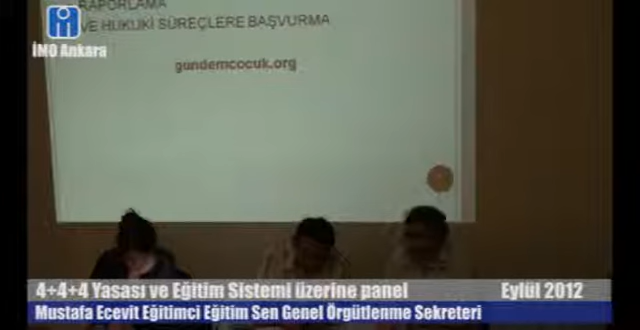 RAPORLAMA
VE HUKUKİ SÜREÇLERE BAŞVURMA
gundemcocuk.org
İMO Ankara
4+4+4 Yasası ve Eğitim Sistemi üzerine panel Eylül 2012
Mustafa Ecevit Eğitimci Eğitim Sen Genel Örgütlenme Sekreteri